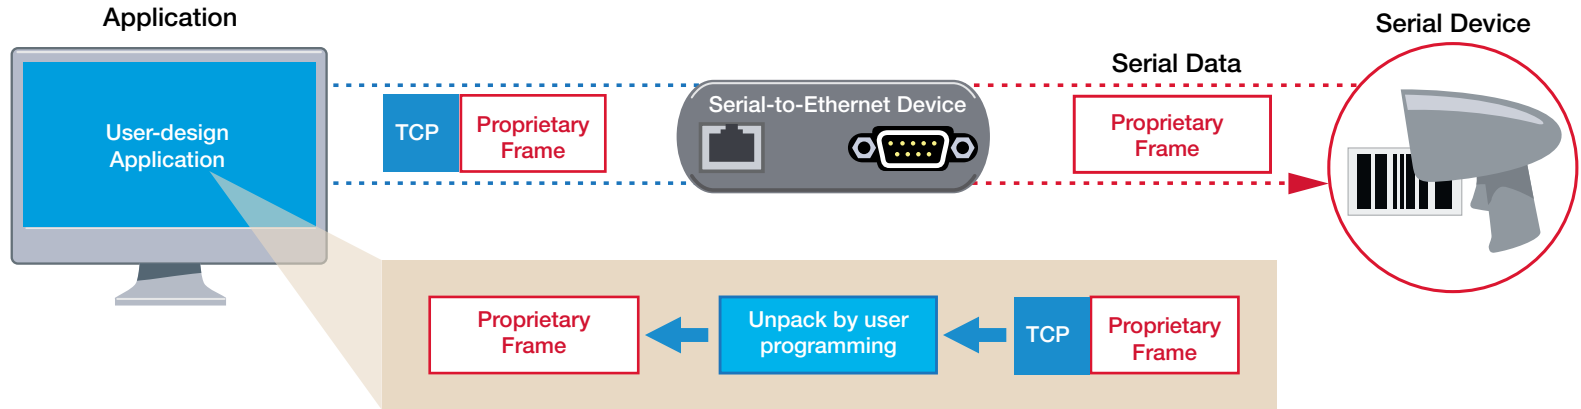 Application
Serial Device
Serial Data
User-design
Application
TCP
Proprietary
Frame
Serial-to-Ethernet Device
Proprietary
Frame
Proprietary
Frame
Unpack by user
programming
TCP
Proprietary
Frame